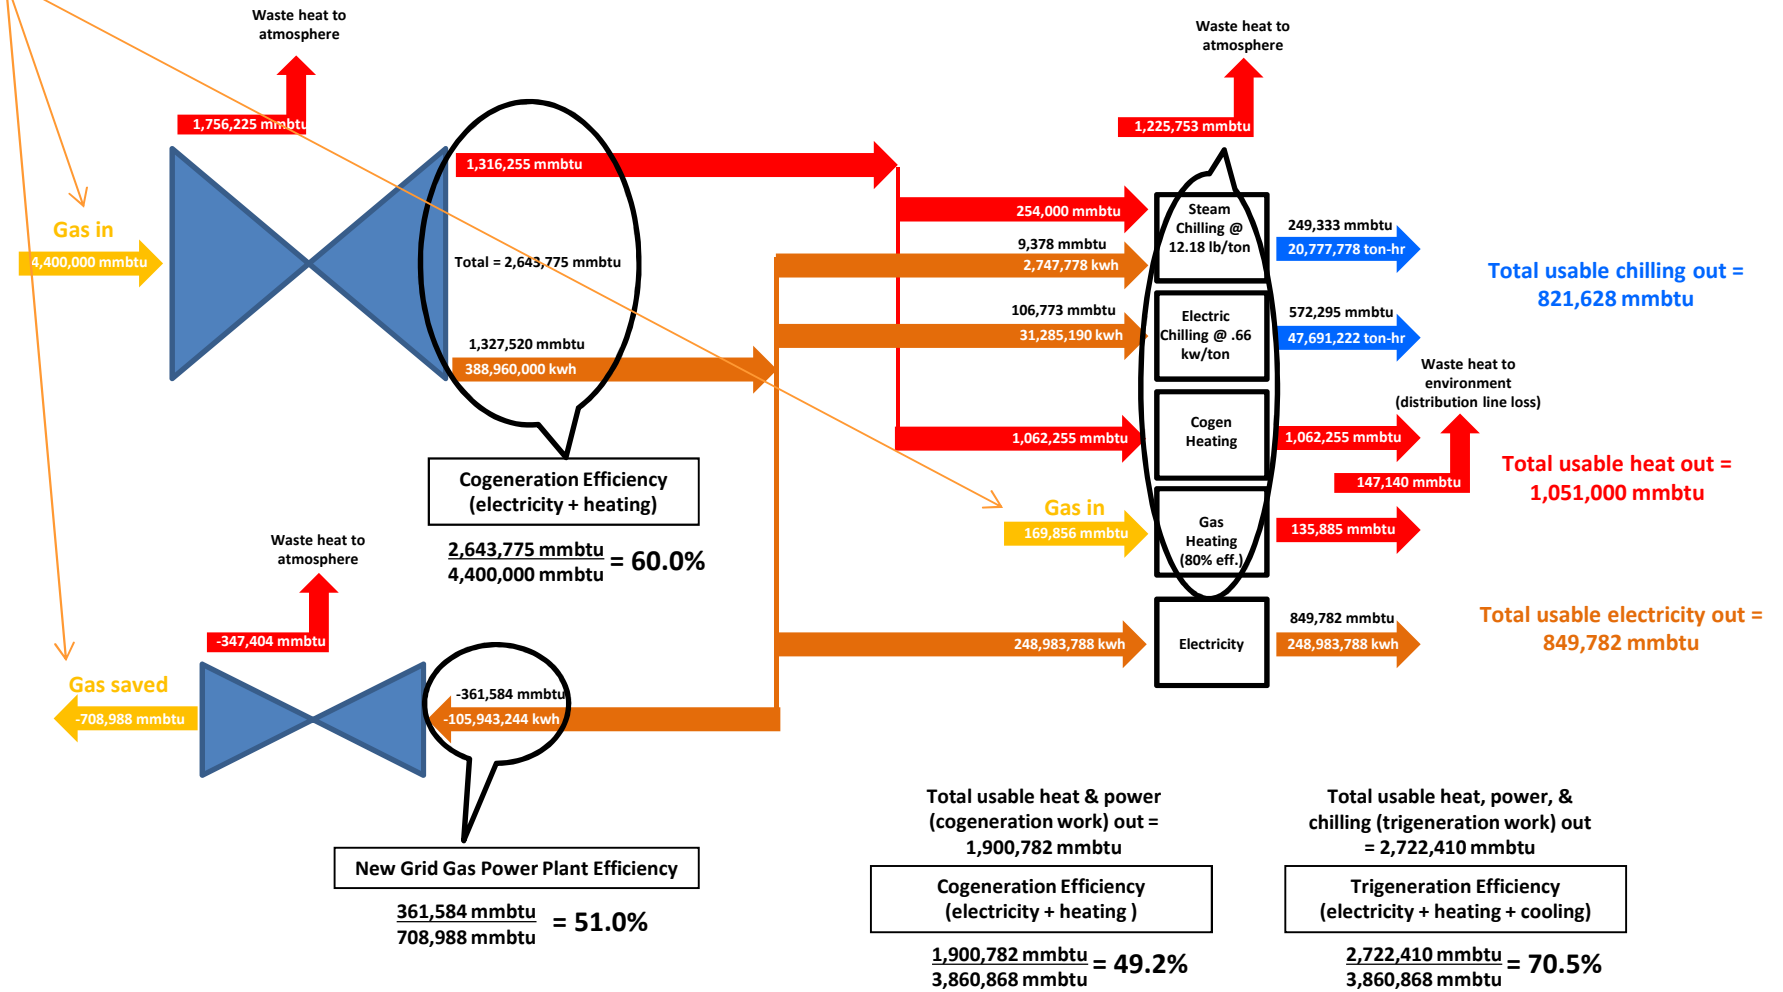 Waste heat to
atmosphere
1,756,225 mmbtu
Gas in
4,400,000 mmbtu
1,316,255 mmbtu
Total = 2,643,775 mmbtu
1,327,520 mmbtu
388,960,000 kwh
Cogeneration Efficiency
(electricity + heating)
2,643,775 mmbtu
4,400,000 mmbtu
= 60.0%
Waste heat to
atmosphere
-347,404 mmbtu
Gas saved
-708,988 mmbtu
-361,584 mmbtu
-105,943,244 kwh
New Grid Gas Power Plant Efficiency
361,584 mmbtu
708,988 mmbtu
= 51.0%
Waste heat to
atmosphere
1,225,753 mmbtu
254,000 mmbtu
9,378 mmbtu
2,747,778 kwh
Steam
Chilling @
12.18 lb/ton
249,333 mmbtu
20,777,778 ton-hr
106,773 mmbtu
31,285,190 kwh
Electric
Chilling @ .66
kw/ton
572,295 mmbtu
47,691,222 ton-hr
Total usable chilling out =
821,628 mmbtu
Waste heat to
environment
(distribution line loss)
1,062,255 mmbtu
Cogen
Heating
1,062,255 mmbtu
147,140 mmbtu
Total usable heat out =
1,051,000 mmbtu
Gas in
169,856 mmbtu
Gas
Heating
(80% eff.)
135,885 mmbtu
248,983,788 kwh
Electricity
849,782 mmbtu
248,983,788 kwh
Total usable electricity out =
849,782 mmbtu
Total usable heat & power
(cogeneration work) out =
1,900,782 mmbtu
Cogeneration Efficiency
(electricity + heating )
1,900,782 mmbtu
3,860,868 mmbtu
= 49.2%
Total usable heat, power, &
chilling (trigeneration work) out
= 2,722,410 mmbtu
Trigeneration Efficiency
(electricity + heating + cooling)
2,722,410 mmbtu
3,860,868 mmbtu
= 70.5%